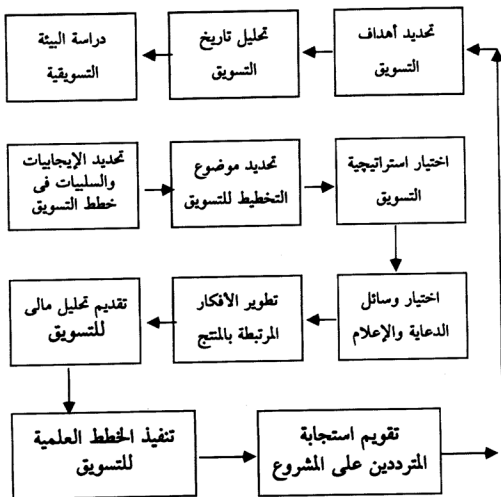 تحديد أهداف
التسويق
تحليل تاريخ
التسويق
دراسة البيئة
التسويقية
تحديد الإيجابيات
والسلبيات فى
خطط التسويق
تحديد موضوع
التخطيط للتسويق
اختيار استراتيجية
التسويق
اختيار وسائل
الدعاية والإعلام
تطوير الأفكار
المرتبطة بالمنتج
تقديم تحليل مالى
للتسويق
تنفيذ الخطط العلمية
للتسويق
تقويم استجابة
المترددين على المشروع